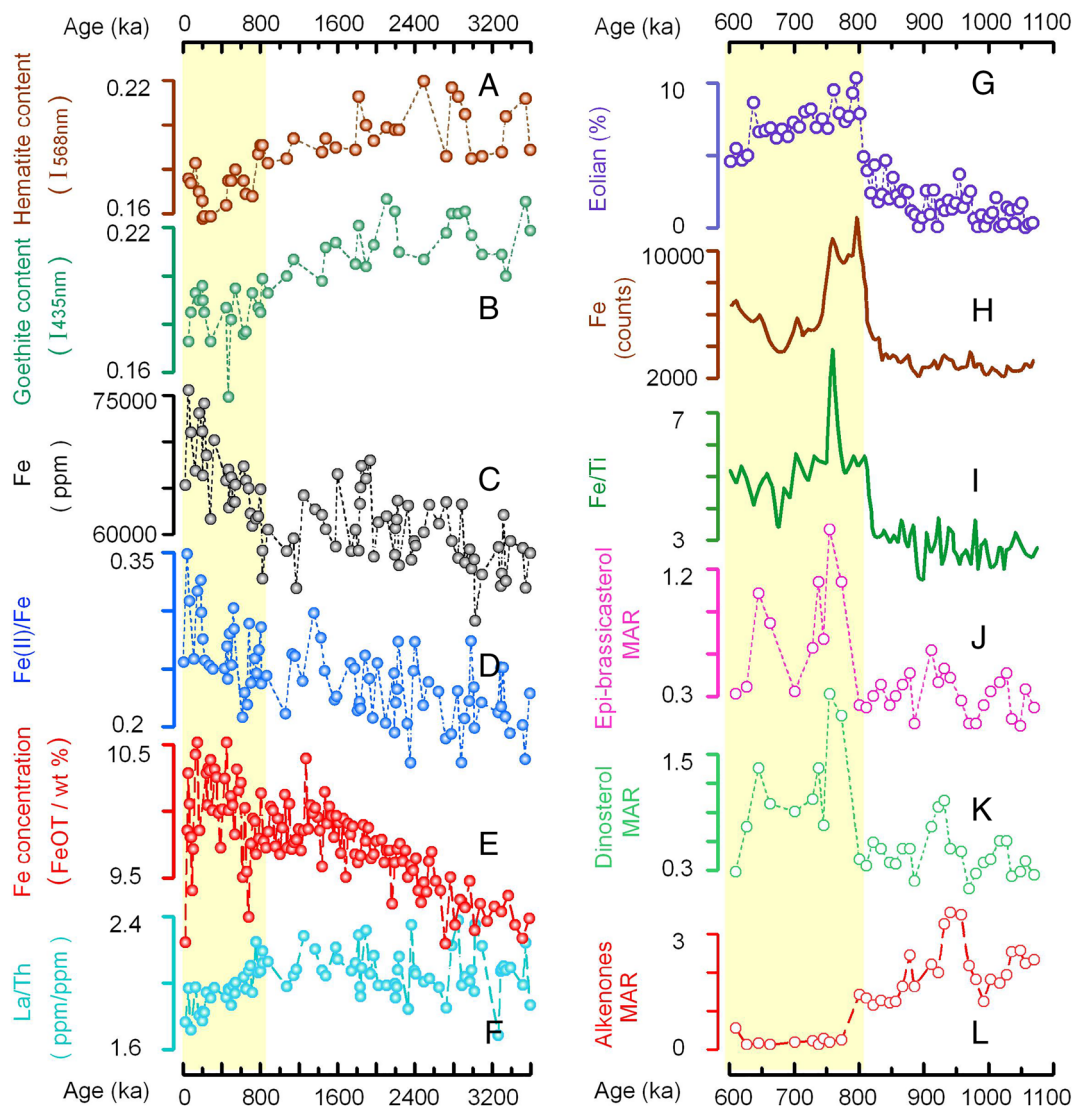 Age (ka)
0 800 1600 2400 3200
Hematite content
( I 568nm)
0.22
0.16
A
Goethite content
( I 435nm)
0.22
0.16
B
Fe
( ppm )
75000
60000
C
Fe(II)/Fe
0.35
0.2
D
Fe concentration
( FeOT / wt %)
10.5
9.5
E
La/Th
( ppm/ppm)
2.4
1.6
F
Age (ka)
0 800 1600 2400 3200
Age (ka)
600 700 800 900 1000 1100
Eolian (%)
10
0
G
Fe
(counts)
10000
2000
H
Fe/Ti
7
3
I
Epi-brassicasterol
MAR
1.2
0.3
J
Dinosterol
MAR
1.5
0.3
K
Alkenones
MAR
3
0
L
Age (ka)
600 700 800 900 1000 1100